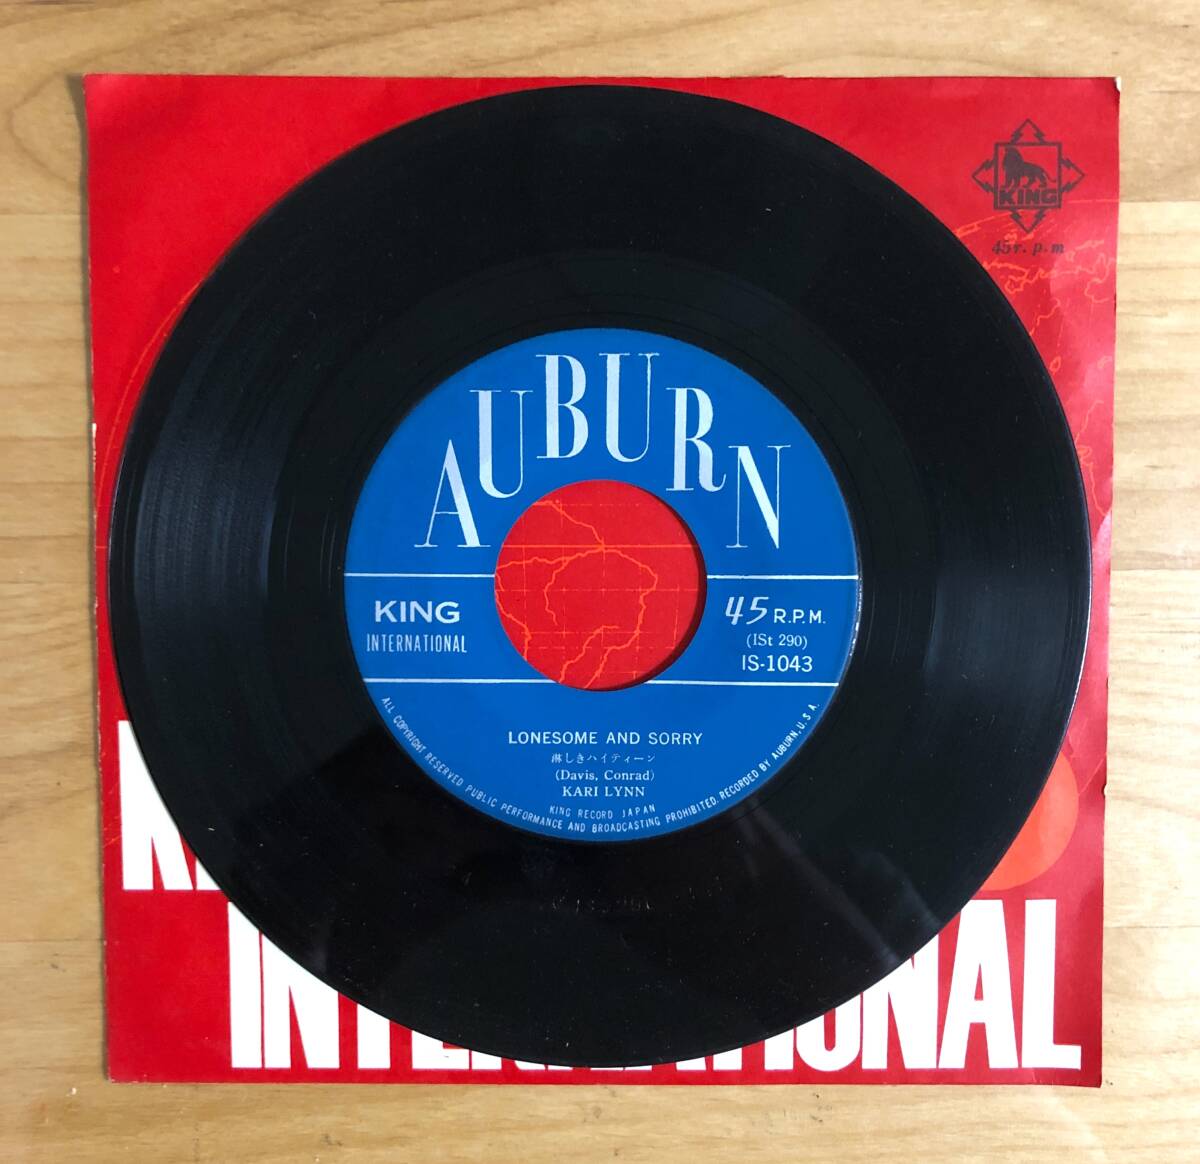 KING
45r.p.m
AUBURN
KING
INTERNATIONAL
45 R.P.M.
(ISt 290)
IS-1043
LONESOME AND SORRY
淋しきハイティーン
(Davis, Conrad)
KARI LYNN
KING RECORD JAPAN
ALL COPYRIGHT RESERVED PUBLIC PERFORMANCE AND BROADCASTING PROHIBITED. RECORDED BY AUBURN, U.S.A.
INTERNATIONAL